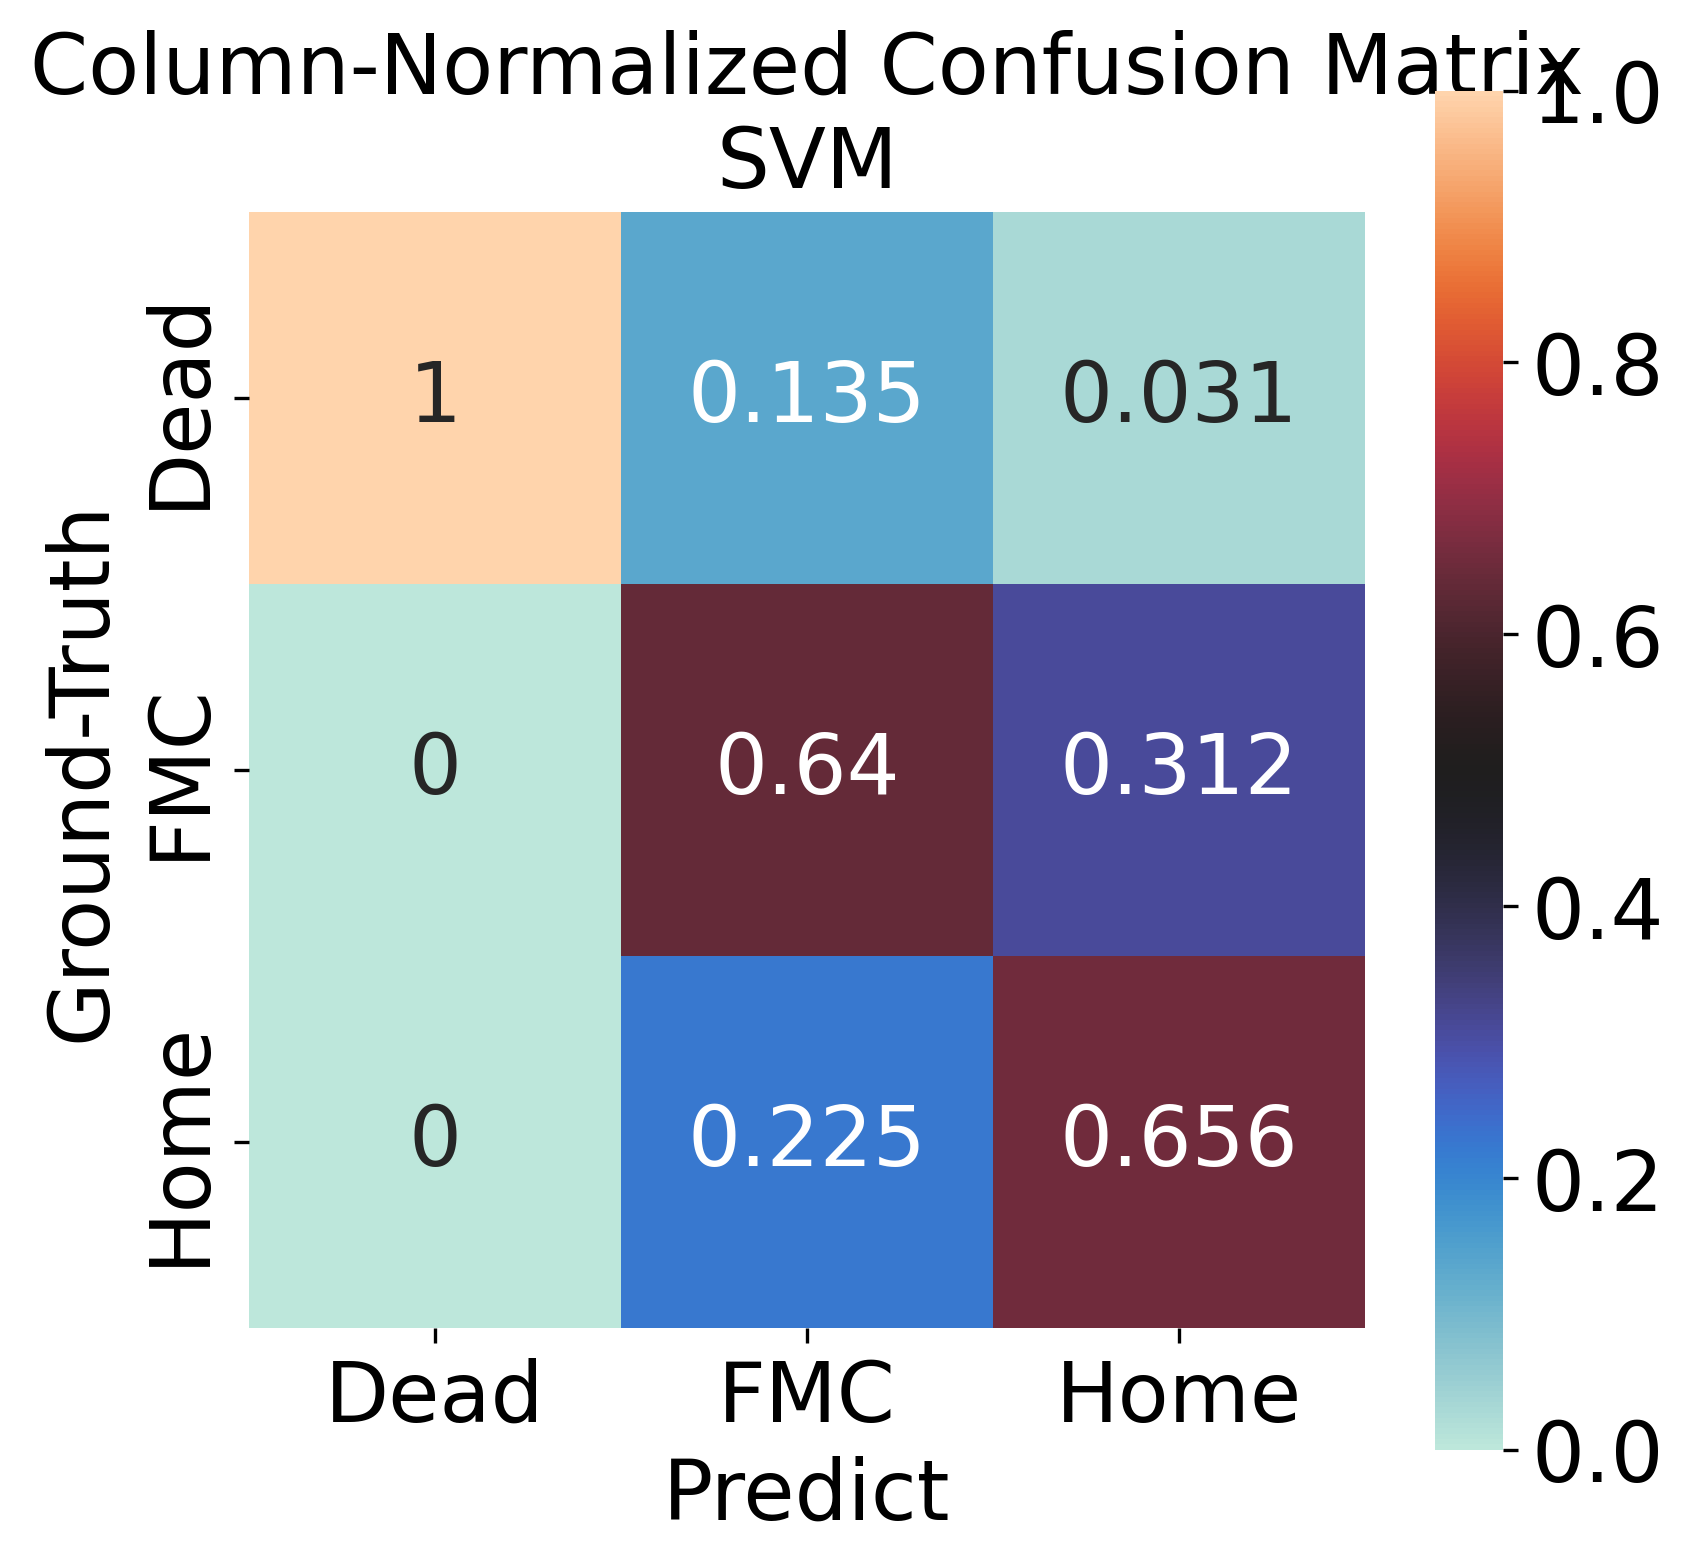 Column-Normalized Confusion Matrix
SVM
1.0
Dead
1
0.135
0.031
0.8
Ground-Truth
FMC
0
0.64
0.312
0.6
0.4
Home
0
0.225
0.656
0.2
0.0
Dead
FMC
Home
Predict